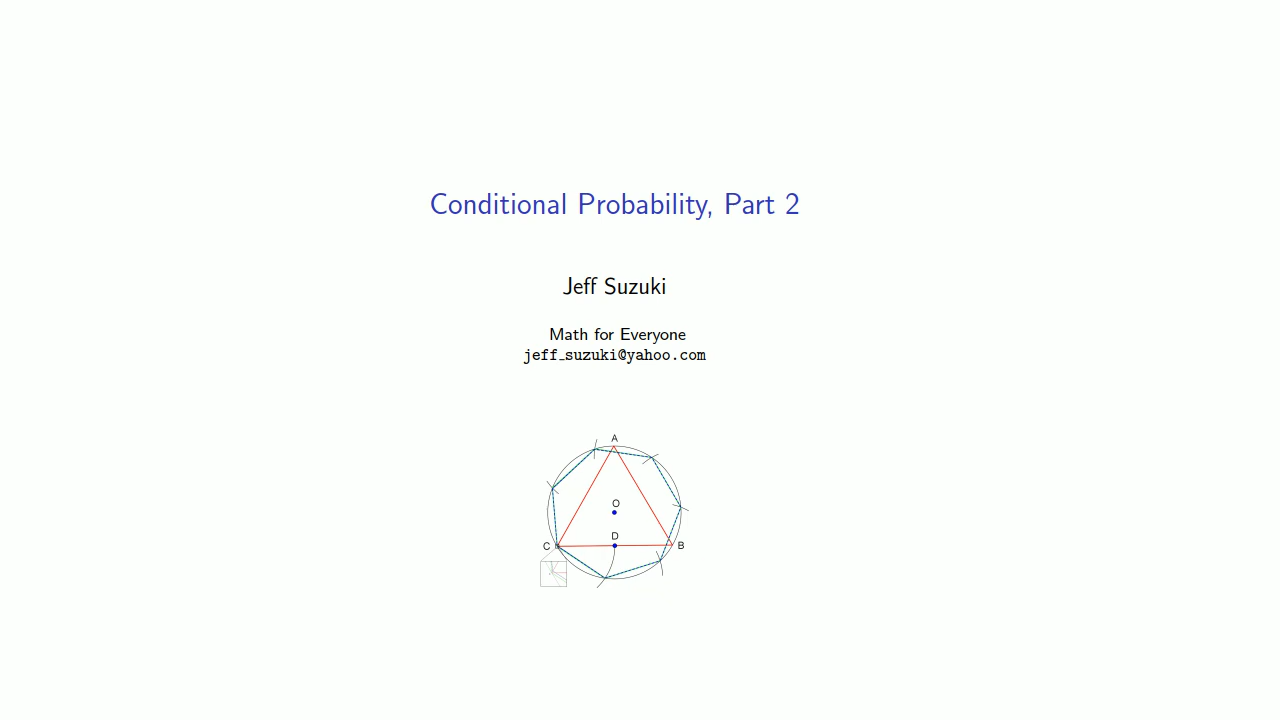 Conditional Probability, Part 2
Jeff Suzuki
Math for Everyone
jeff_suzuki@yahoo.com
A
O
D
C
B